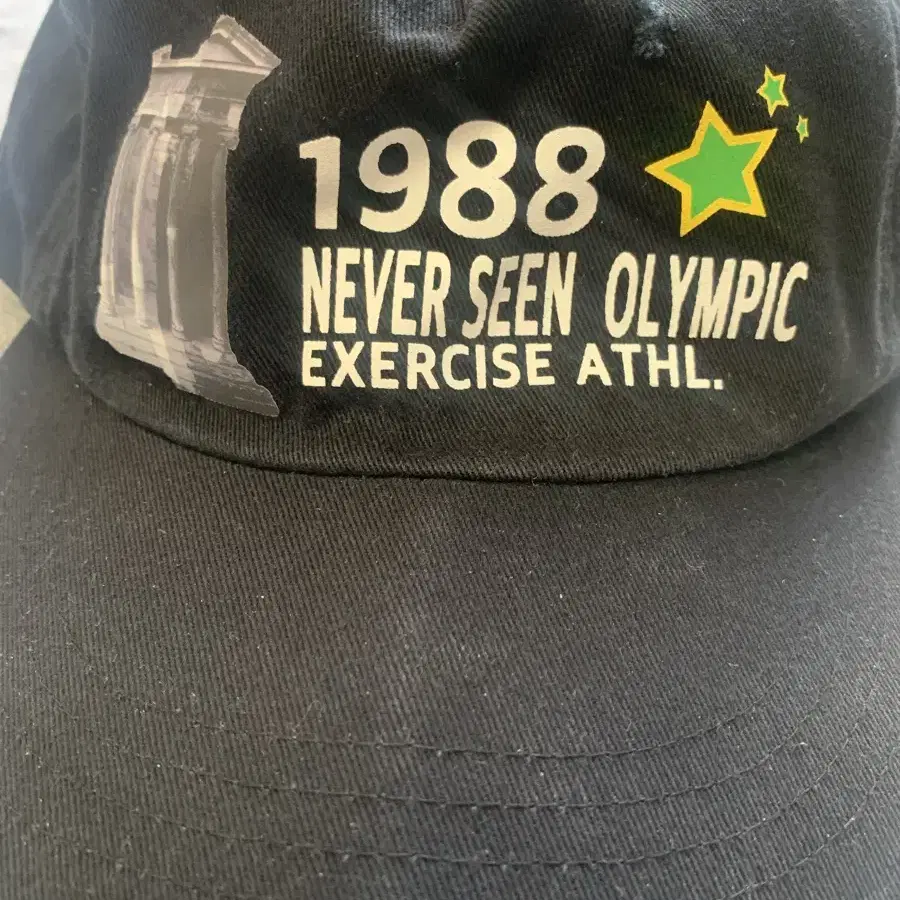 1988
NEVER SEEN OLYMPIC
EXERCISE ATHL.